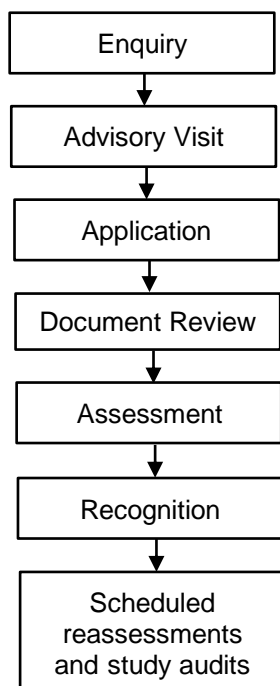 Enquiry
Advisory Visit
Application
Document Review
Assessment
Recognition
Scheduled
reassessments
and study audits